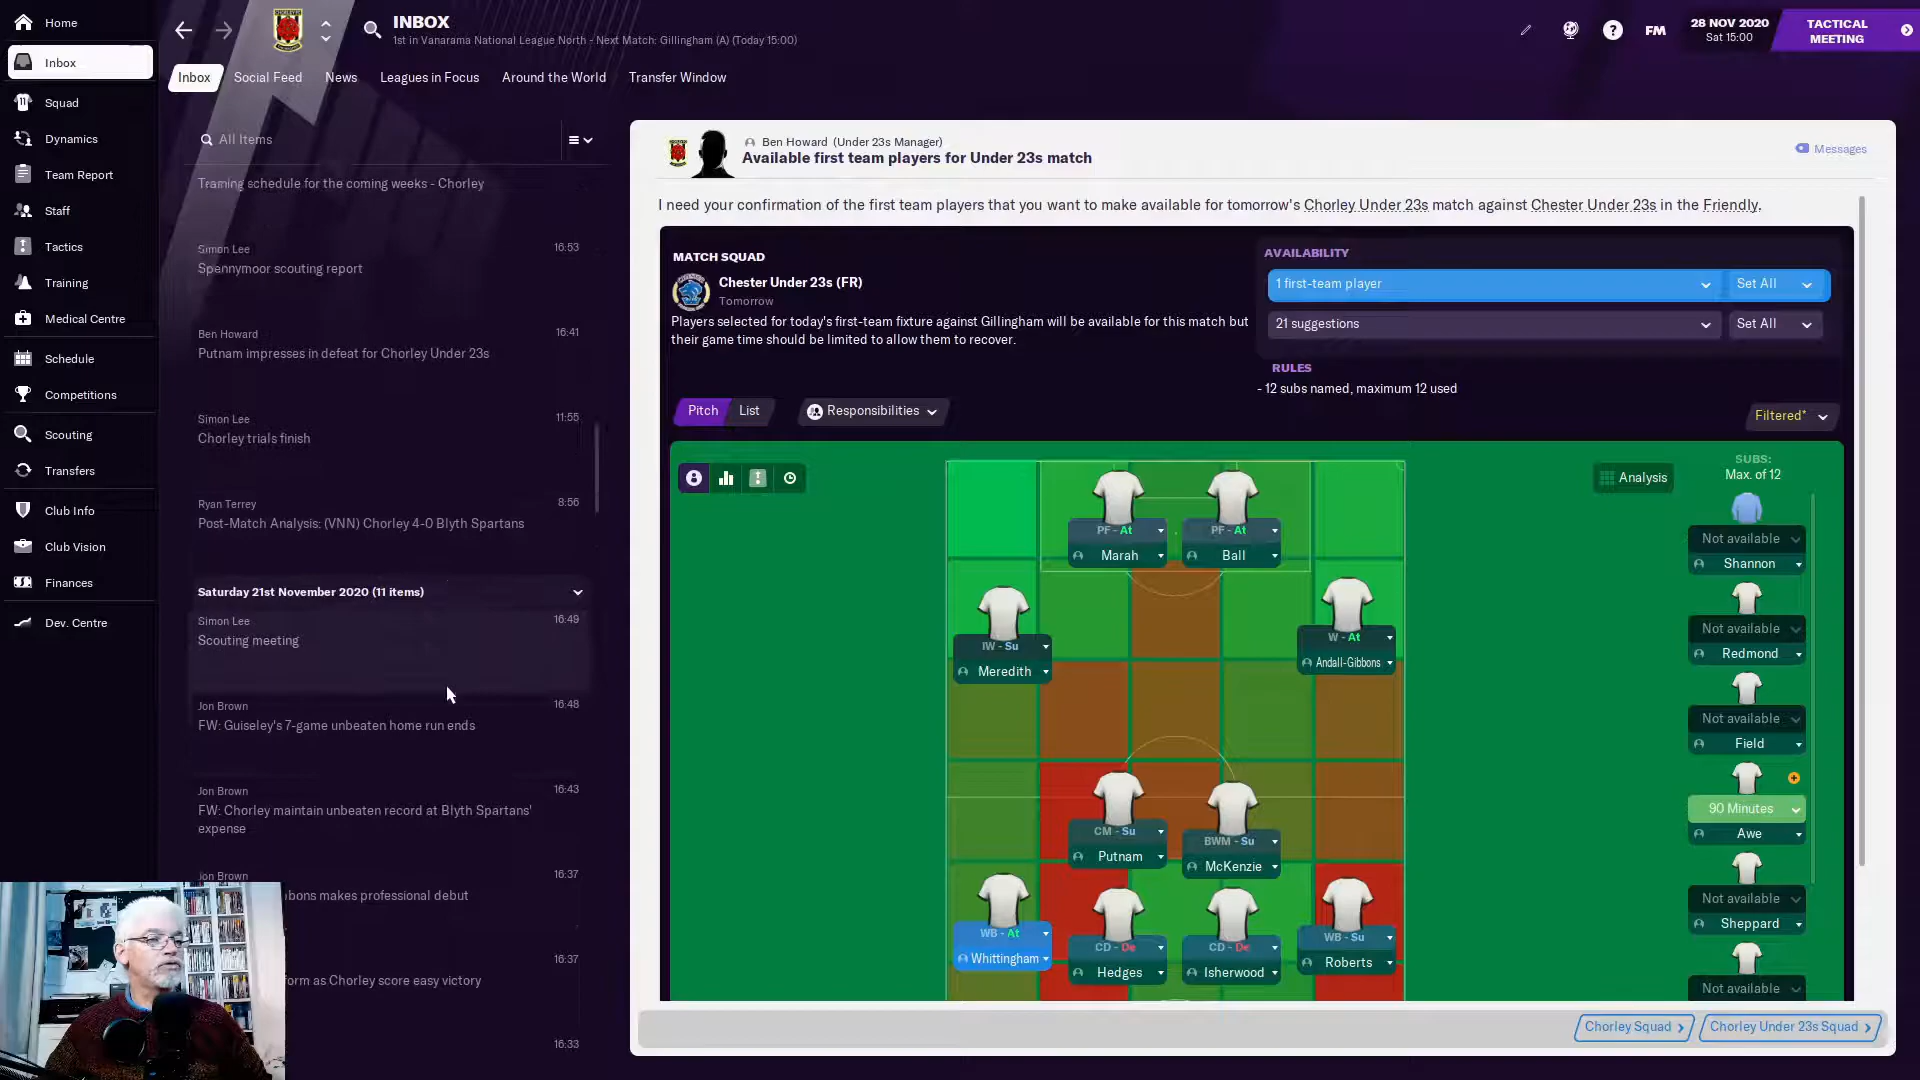 Home
Inbox
Squad
Dynamics
Team Report
Staff
Tactics
Training
Medical Centre
Schedule
Competitions
Scouting
Transfers
Club Info
Club Vision
Finances
Dev. Centre
INBOX
1st in Vanarama National League North - Next Match: Gillingham (A) (Today 15:00)
FM
28 NOV 2020
Sat 15:00
TACTICAL
MEETING
Inbox
Social Feed
News
Leagues in Focus
Around the World
Transfer Window
All Items
Training schedule for the coming weeks - Chorley
Simon Lee 16:53
Spennymoor scouting report
Ben Howard 16:41
Putnam impresses in defeat for Chorley Under 23s
Simon Lee 11:55
Chorley trials finish
Ryan Terrey 8:56
Post-Match Analysis: (VNN) Chorley 4-0 Blyth Spartans
Saturday 21st November 2020 (11 items)
Simon Lee 16:49
Scouting meeting
Jon Brown 16:48
FW: Guiseley's 7-game unbeaten home run ends
Jon Brown 16:43
FW: Chorley maintain unbeaten record at Blyth Spartans'
expense
Jon Brown 16:37
bons makes professional debut
16:37
form as Chorley score easy victory
16:33
Ben Howard (Under 23s Manager)
Available first team players for Under 23s match
Messages
I need your confirmation of the first team players that you want to make available for tomorrow's Chorley Under 23s match against Chester Under 23s in the Friendly.
MATCH SQUAD
Chester Under 23s (FR)
Tomorrow
Players selected for today's first-team fixture against Gillingham will be available for this match but
their game time should be limited to allow them to recover.
AVAILABILITY
1 first-team player
Set All
21 suggestions
Set All
RULES
- 12 subs named, maximum 12 used
Pitch
List
Responsibilities
Filtered*
Analysis
SUBS:
Max. of 12
PF - At
Marah
PF - At
Ball
IW - Su
Meredith
W - At
Andall-Gibbons
CM - Su
Putnam
BWM - Su
McKenzie
WB - At
Whittingham
CD - De
Hedges
CD - De
Isherwood
WB - Su
Roberts
Not available
Shannon
Not available
Redmond
Not available
Field
90 Minutes
Awe
Not available
Sheppard
Not available
Chorley Squad
Chorley Under 23s Squad